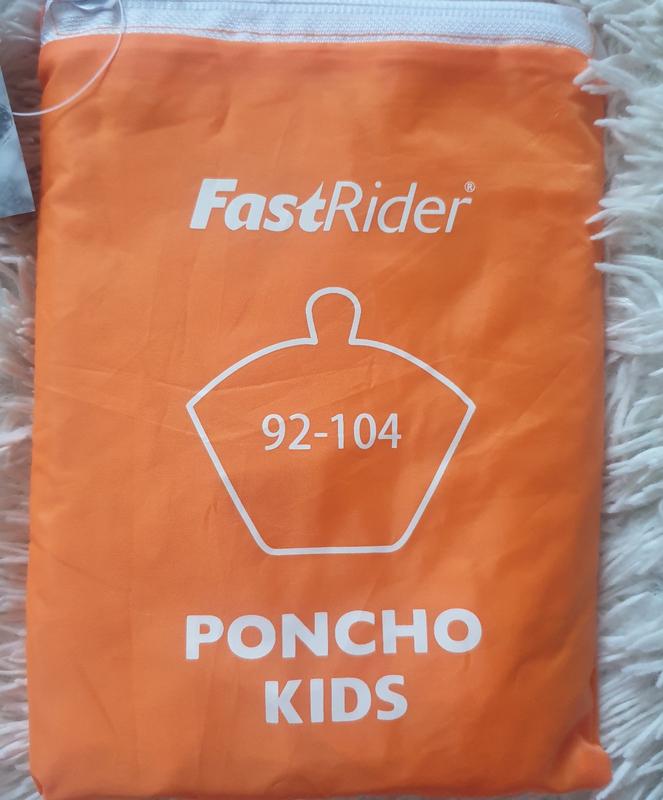 FastRider®
92-104
PONCHO
KIDS